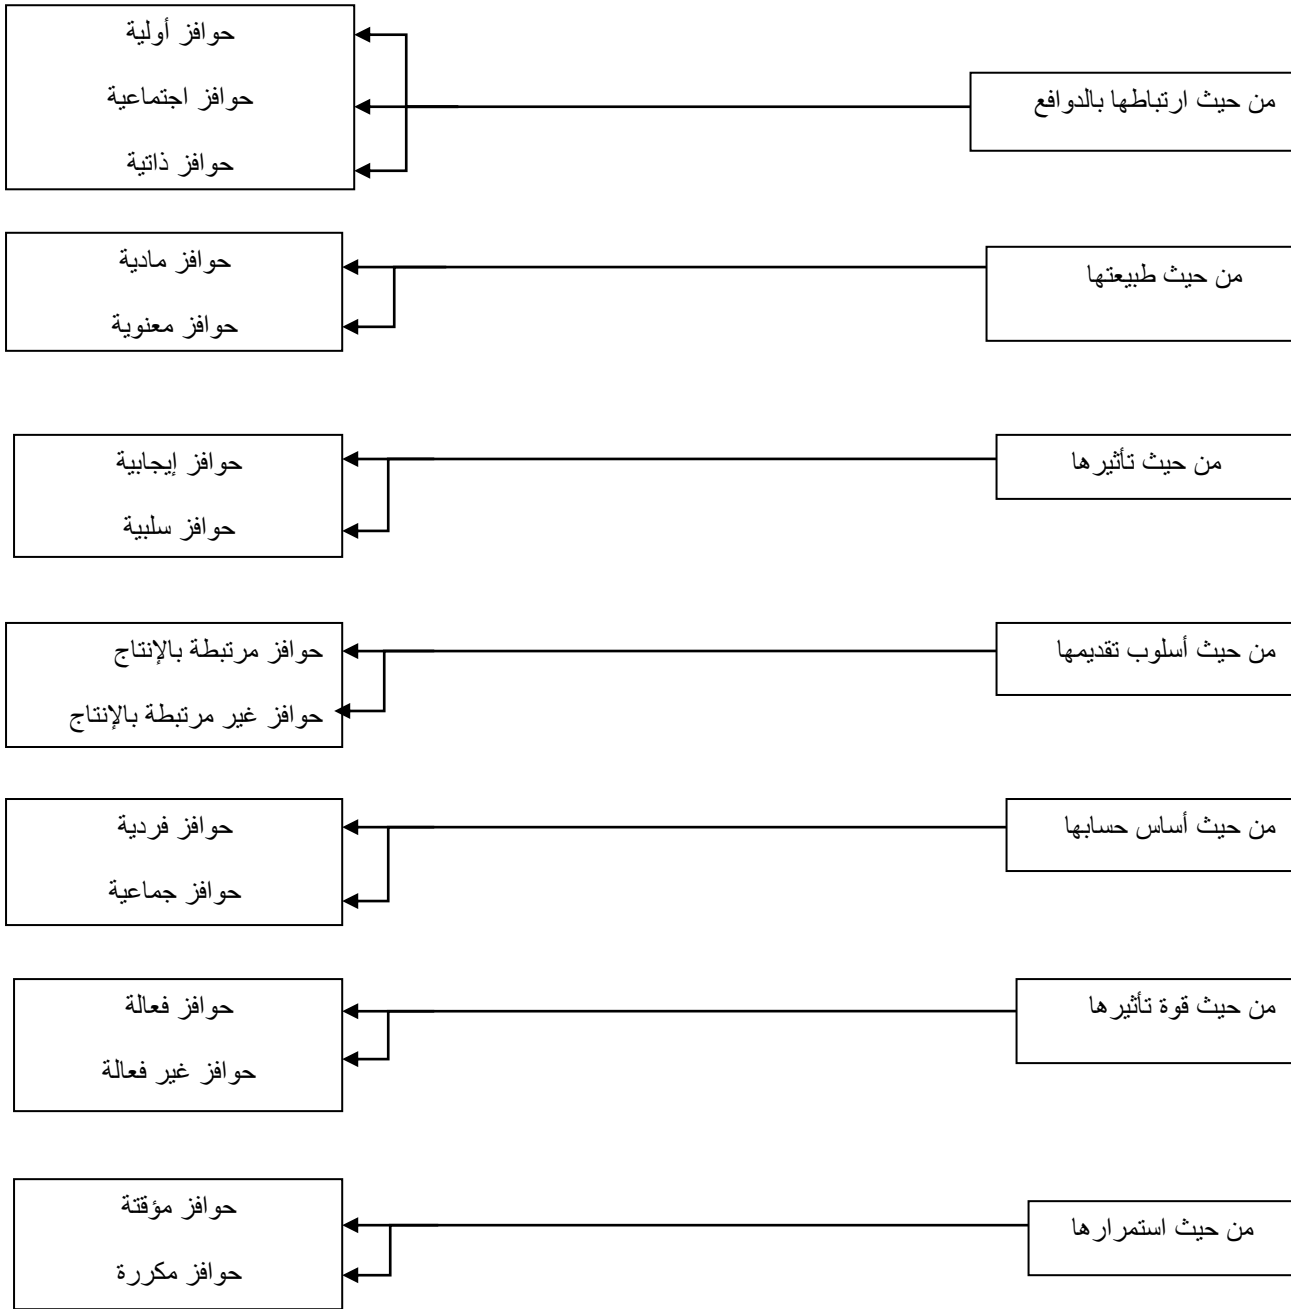 من حيث ارتباطها بالدوافع
حوافز أولية
حوافز اجتماعية
حوافز ذاتية
من حيث طبيعتها
حوافز مادية
حوافز معنوية
من حيث تأثيرها
حوافز إيجابية
حوافز سلبية
من حيث أسلوب تقديمها
حوافز مرتبطة بالإنتاج
حوافز غير مرتبطة بالإنتاج
من حيث أساس حسابها
حوافز فردية
حوافز جماعية
من حيث قوة تأثيرها
حوافز فعالة
حوافز غير فعالة
من حيث استمرارها
حوافز مؤقتة
حوافز مكررة